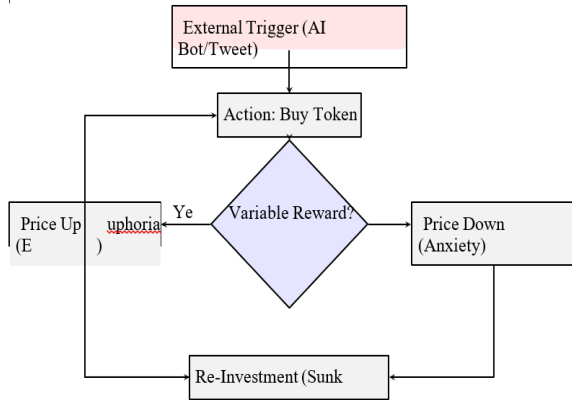 External Trigger (AI
Bot/Tweet)
Action: Buy Token
Variable Reward?
Ye
Price Up uphoria
(E )
Price Down
(Anxiety)
Re-Investment (Sunk